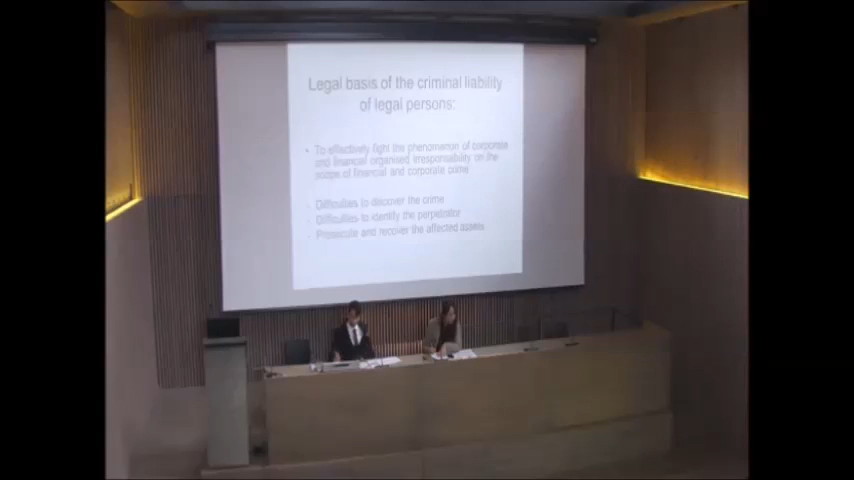 Legal basis of the criminal liability
of legal persons:
• To effectively fight the phenomenon of corporate
and financial organised irresponsibility on the
scope of financial and corporate crime
- Difficulties to discover the crime
- Difficulties to identify the perpetrator
- Prosecute and recover the affected assets